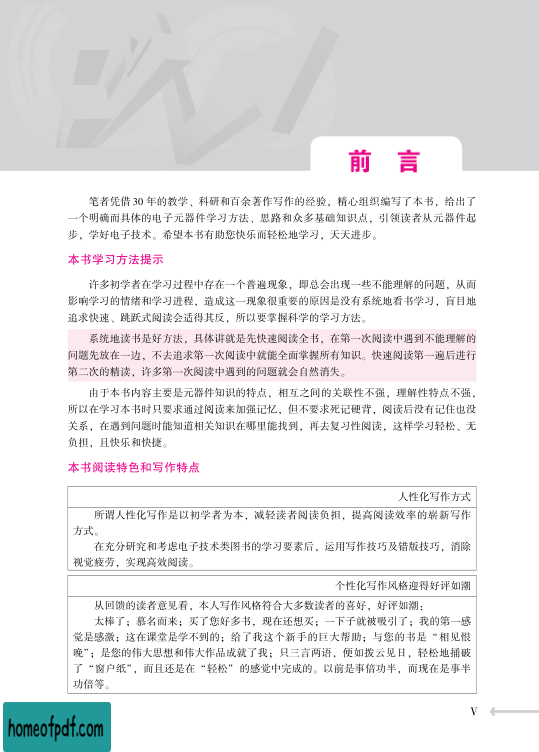 前 言
笔者凭借 30 年的教学、科研和百余著作写作的经验，精心组织编写了本书，给出了
一个明确而具体的电子元器件学习方法、思路和众多基础知识点，引领读者从元器件起
步，学好电子技术。希望本书有助您快乐而轻松地学习，天天进步。
本书学习方法提示
许多初学者在学习过程中存在一个普遍现象，即总会出现一些不能理解的问题，从而
影响学习的情绪和学习进程，造成这一现象很重要的原因是没有系统地看书学习，盲目地
追求快速、跳跃式阅读会适得其反，所以要掌握科学的学习方法。
系统地读书是好方法，具体讲就是先快速阅读全书，在第一次阅读中遇到不能理解的
问题先放在一边，不去追求第一次阅读中就能全面掌握所有知识。快速阅读第一遍后进行
第二次的精读，许多第一次阅读中遇到的问题就会自然消失。
由于本书内容主要是元器件知识的特点，相互之间的关联性不强，理解性特点不强，
所以在学习本书时只要求通过阅读来加强记忆，但不要求死记硬背，阅读后没有记住也没
关系，在遇到问题时能知道相关知识在哪里能找到，再去复习性阅读，这样学习轻松、无
负担，且快乐和快捷。
本书阅读特色和写作特点
人性化写作方式
所谓人性化写作是以初学者为本，减轻读者阅读负担，提高阅读效率的崭新写作
方式。
在充分研究和考虑电子技术类图书的学习要素后，运用写作技巧及错版技巧，消除
视觉疲劳，实现高效阅读。
个性化写作风格迎得好评如潮
从回馈的读者意见看，本人写作风格符合大多数读者的喜好，好评如潮：
太棒了；慕名而来；买了您好多书，现在还想买；一下子就被吸引了；我的第一感
觉是感激；这在课堂是学不到的；给了我这个新手的巨大帮助；与您的书是“相见恨
晚”；是您的伟大思想和伟大作品成就了我；只三言两语，便如拨云见日，轻松地捅破
了“窗户纸”，而且还是在“轻松”的感觉中完成的。以前是事倍功半，而现在是事半
功倍等。
V
homeofpdf.com